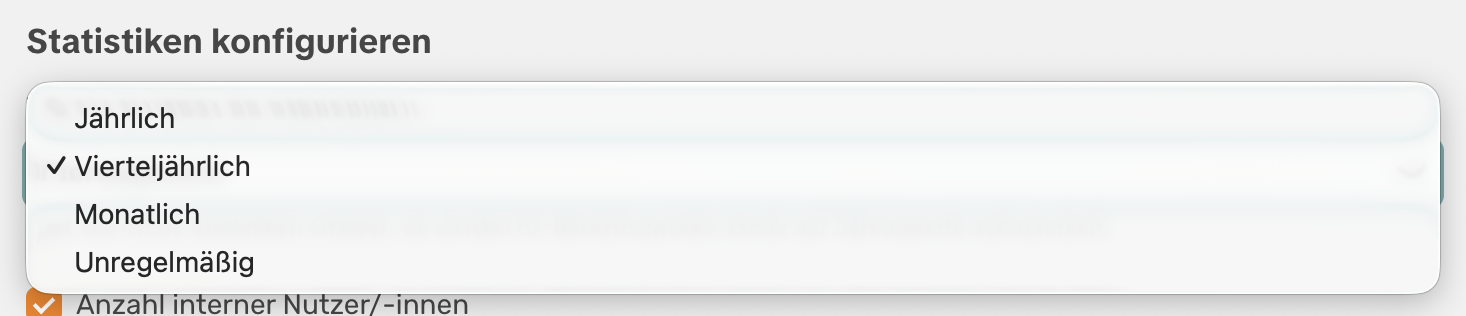 Statistiken konfigurieren
Jährlich
Vierteljährlich
Monatlich
Unregelmäßig
Anzahl interner Nutzer/-innen